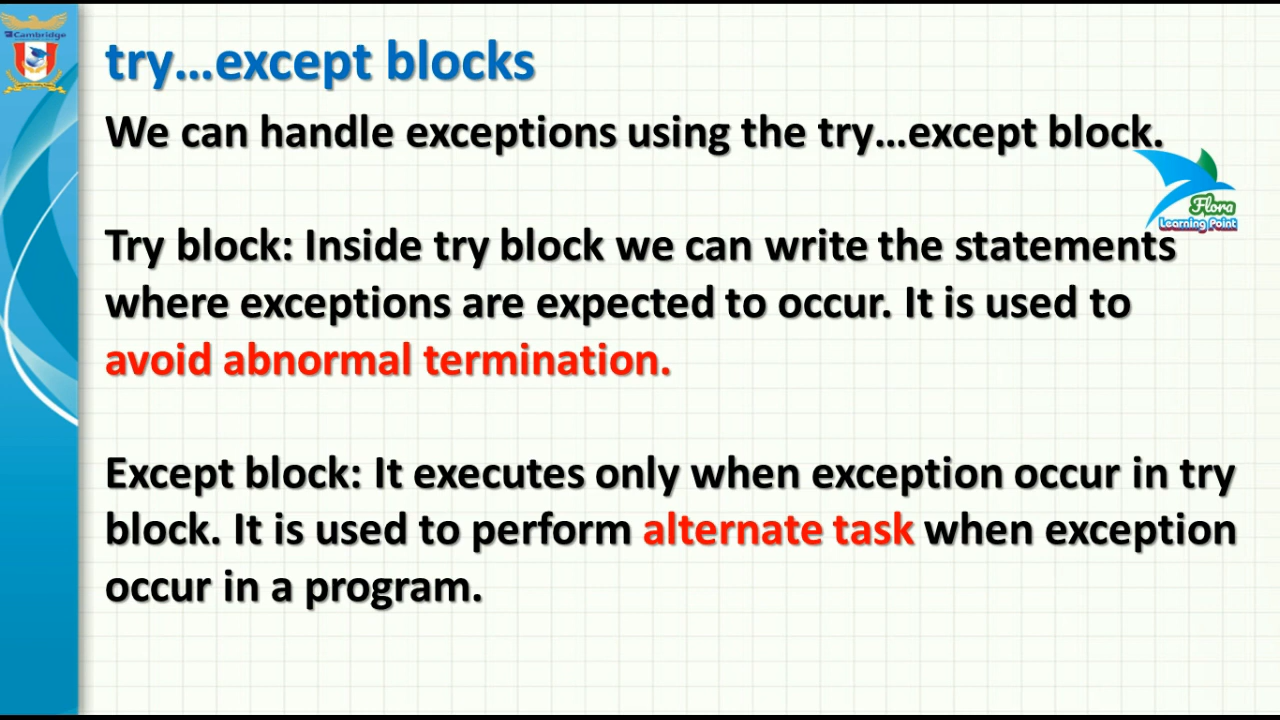 Cambridge
try...except blocks
We can handle exceptions using the try...except block.
Flora
Learning Point
Try block: Inside try block we can write the statements
where exceptions are expected to occur. It is used to
avoid abnormal termination.
Except block: It executes only when exception occur in try
block. It is used to perform alternate task when exception
occur in a program.